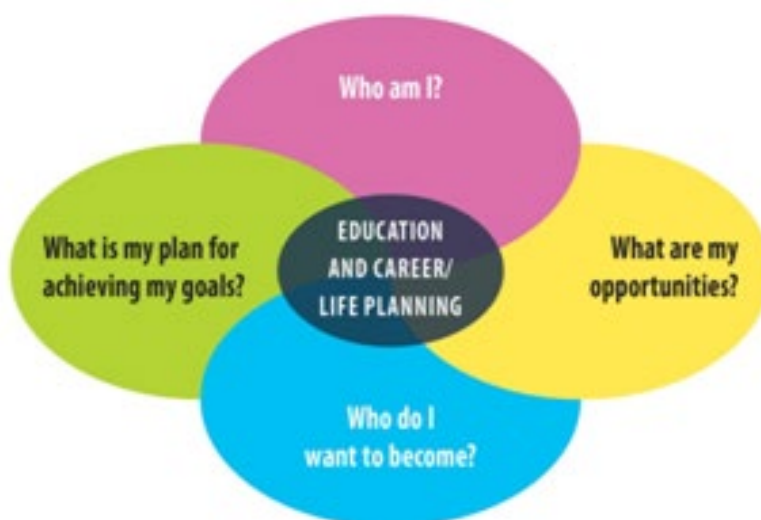 Who am I?
What is my plan for
achieving my goals?
EDUCATION
AND CAREER/
LIFE PLANNING
What are my
opportunities?
Who do I
want to become?